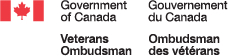 Government
of Canada
Gouvernement
du Canada
Veterans
Ombudsman
Ombudsman
des vétérans